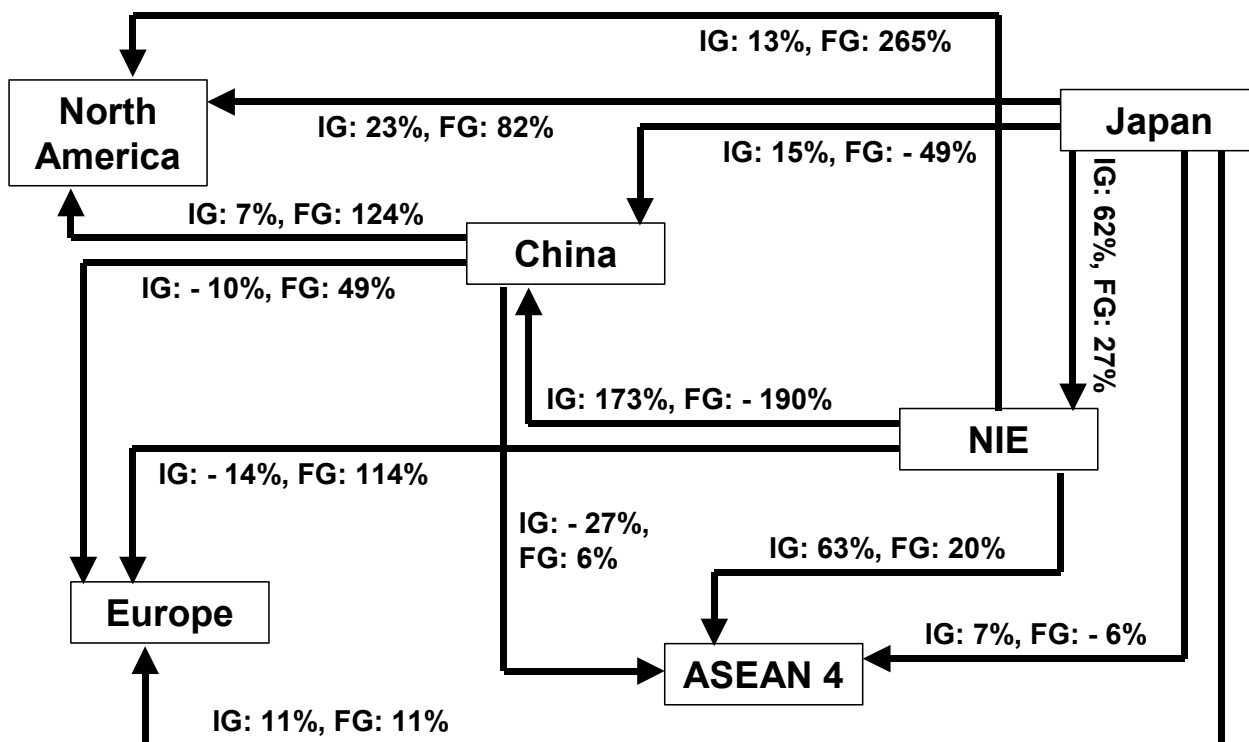 IG: 13%, FG: 265%
North
America
Japan
IG: 23%, FG: 82%
IG: 15%, FG: - 49%
IG: 62%, FG: 27%
IG: 7%, FG: 124%
China
IG: - 10%, FG: 49%
IG: 173%, FG: - 190%
NIE
IG: - 14%, FG: 114%
IG: - 27%,
FG: 6%
IG: 63%, FG: 20%
Europe
IG: 7%, FG: - 6%
ASEAN 4
IG: 11%, FG: 11%